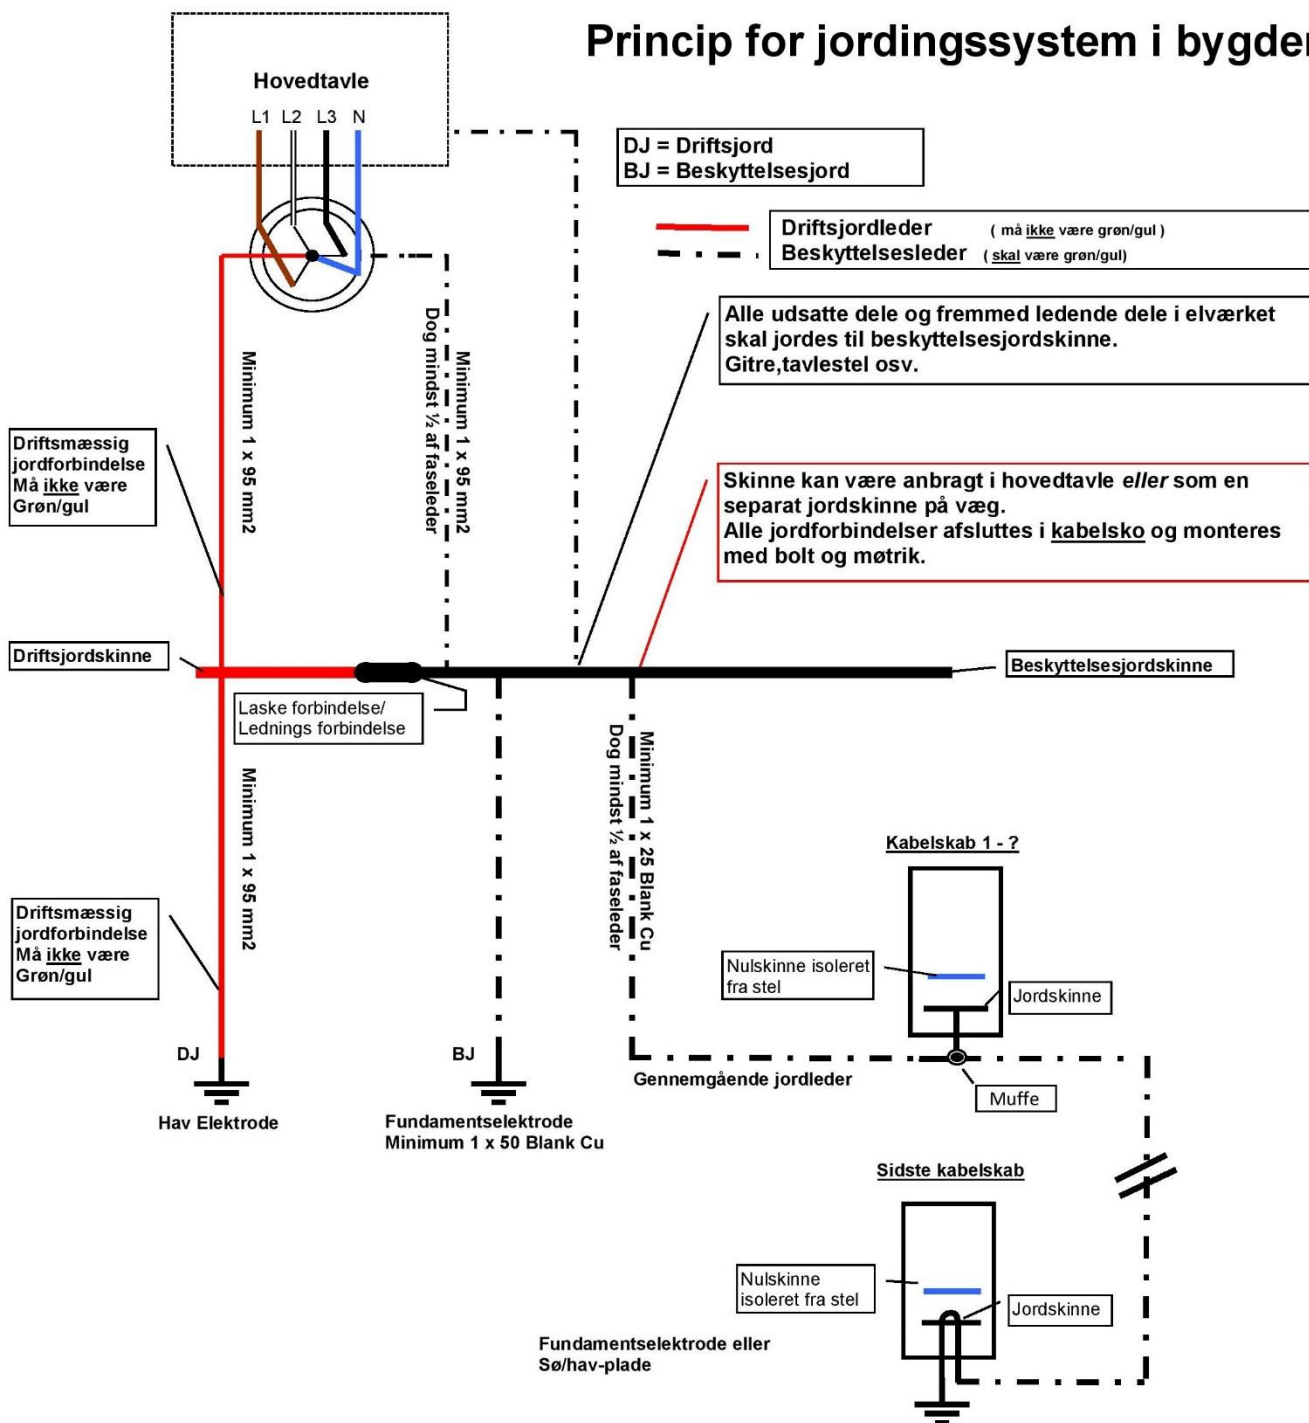 Princip for jordingssystem i bygder
Hovedtavle
L1 L2 L3 N
DJ = Driftsjord
BJ = Beskyttelsesjord
Driftsjordleder ( må ikke være grøn/gul )
Beskyttelsesleder ( skal være grøn/gul)
Alle udsatte dele og fremmed ledende dele i elværket
skal jordes til beskyttelsesjordskinne.
Gitre,tavlestel osv.
Minimum 1 x 95 mm2
Minimum 1 x 95 mm2
Dog mindst ½ af faseleder
Driftsmæssig
jordforbindelse
Må ikke være
Grøn/gul
Skinne kan være anbragt i hovedtavle eller som en
separat jordskinne på væg.
Alle jordforbindelser afsluttes i kabelsko og monteres
med bolt og møtrik.
Driftsjordskinne
Beskyttelsesjordskinne
Laske forbindelse/
Lednings forbindelse
Minimum 1 x 95 mm2
Minimum 1 x 25 Blank Cu
Dog mindst ½ af faseleder
Driftsmæssig
jordforbindelse
Må ikke være
Grøn/gul
Kabelskab 1 - ?
Nulskinne isoleret
fra stel
Jordskinne
DJ
BJ
Gennemgående jordleder
Muffe
Hav Elektrode
Fundamentselektrode
Minimum 1 x 50 Blank Cu
Sidste kabelskab
Nulskinne
isoleret fra stel
Jordskinne
Fundamentselektrode eller
Sø/hav-plade